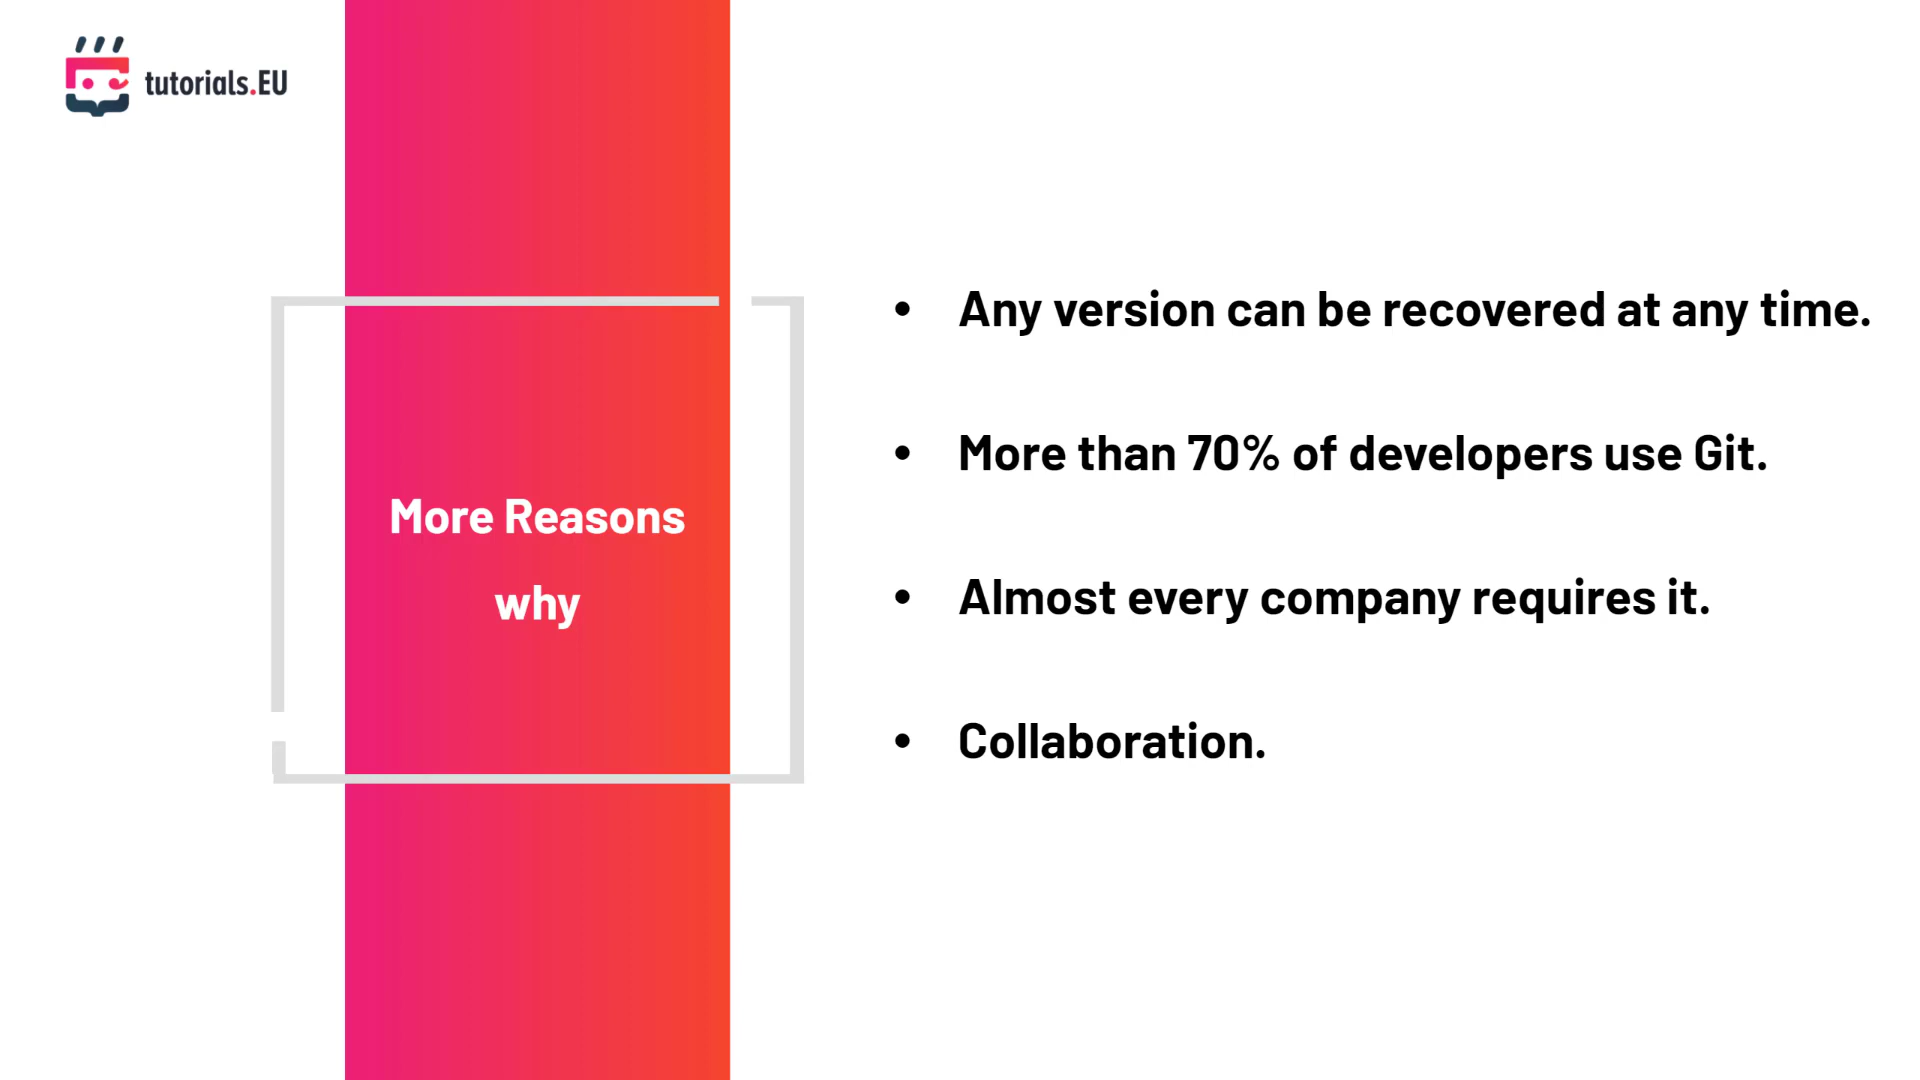 tutorials.EU
More Reasons
why
• Any version can be recovered at any time.
• More than 70% of developers use Git.
• Almost every company requires it.
• Collaboration.